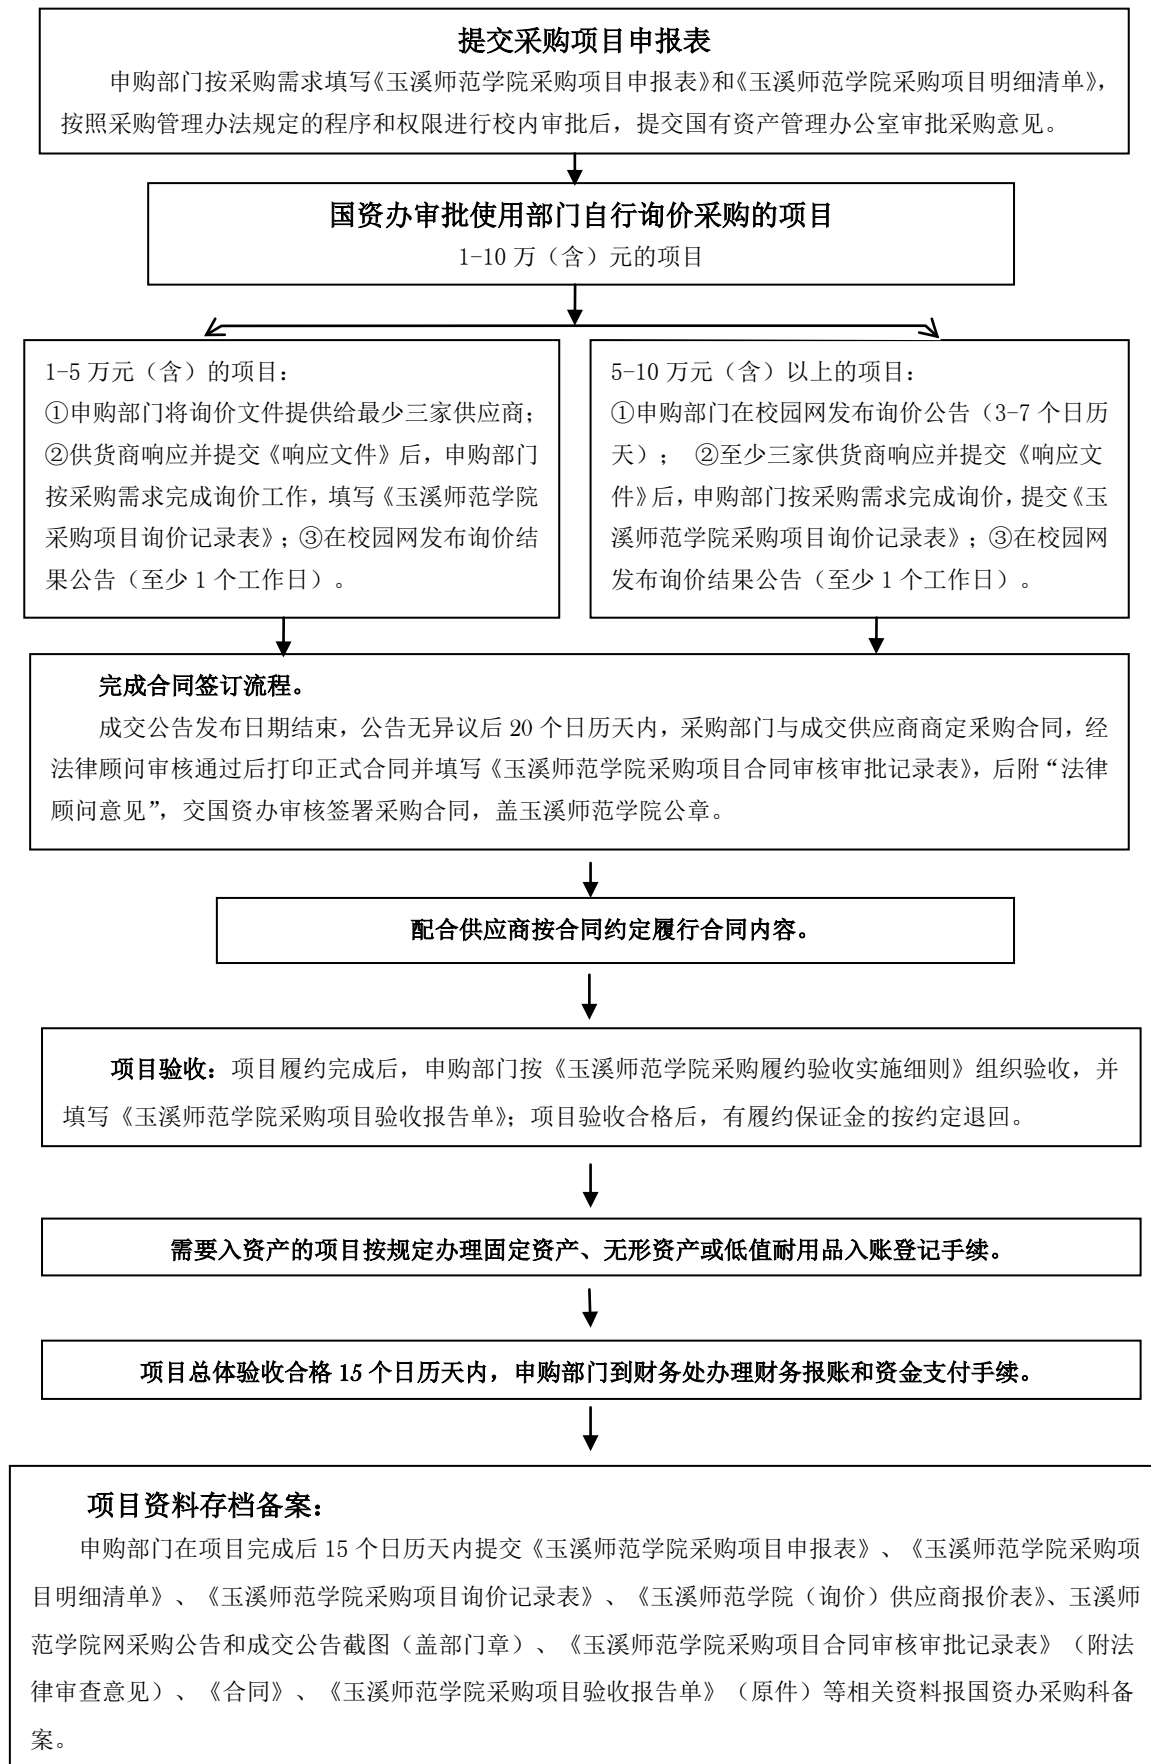 提交采购项目申报表
申购部门按采购需求填写《玉溪师范学院采购项目申报表》和《玉溪师范学院采购项目明细清单》，
按照采购管理办法规定的程序和权限进行校内审批后，提交国有资产管理办公室审批采购意见。
国资办审批使用部门自行询价采购的项目
1-10 万（含）元的项目
1-5 万元（含）的项目：
①申购部门将询价文件提供给最少三家供应商；
②供货商响应并提交《响应文件》后，申购部门
按采购需求完成询价工作，填写《玉溪师范学院
采购项目询价记录表》；③在校园网发布询价结
果公告（至少 1 个工作日）。
5-10 万元（含）以上的项目：
①申购部门在校园网发布询价公告（3-7 个日历
天）； ②至少三家供货商响应并提交《响应文
件》后，申购部门按采购需求完成询价，提交《玉
溪师范学院采购项目询价记录表》；③在校园网
发布询价结果公告（至少 1 个工作日）。
完成合同签订流程。
成交公告发布日期结束，公告无异议后 20 个日历天内，采购部门与成交供应商商定采购合同，经
法律顾问审核通过后打印正式合同并填写《玉溪师范学院采购项目合同审核审批记录表》，后附“法律
顾问意见”，交国资办审核签署采购合同，盖玉溪师范学院公章。
配合供应商按合同约定履行合同内容。
项目验收：项目履约完成后，申购部门按《玉溪师范学院采购履约验收实施细则》组织验收，并
填写《玉溪师范学院采购项目验收报告单》；项目验收合格后，有履约保证金的按约定退回。
需要入资产的项目按规定办理固定资产、无形资产或低值耐用品入账登记手续。
项目总体验收合格 15 个日历天内，申购部门到财务处办理财务报账和资金支付手续。
项目资料存档备案：
申购部门在项目完成后 15 个日历天内提交《玉溪师范学院采购项目申报表》、《玉溪师范学院采购项
目明细清单》、《玉溪师范学院采购项目询价记录表》、《玉溪师范学院（询价）供应商报价表》、玉溪师
范学院网采购公告和成交公告截图（盖部门章）、《玉溪师范学院采购项目合同审核审批记录表》（附法
律审查意见）、《合同》、《玉溪师范学院采购项目验收报告单》（原件）等相关资料报国资办采购科备
案。